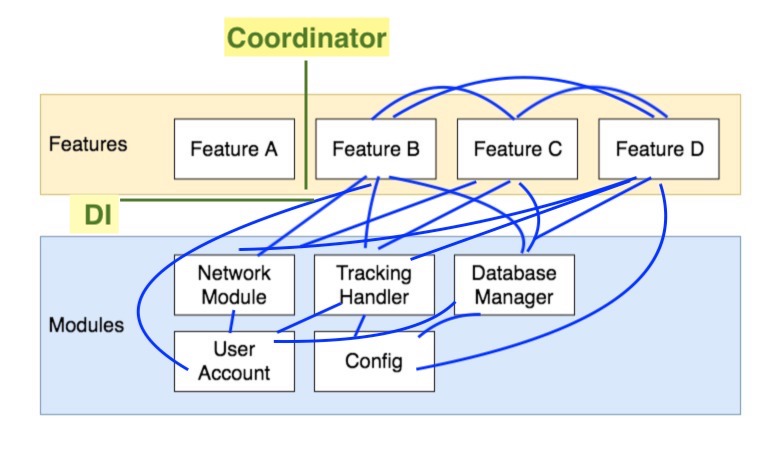 Coordinator
Features
Feature A
Feature B
Feature C
Feature D
DI
Modules
Network
Module
Tracking
Handler
Database
Manager
User
Account
Config